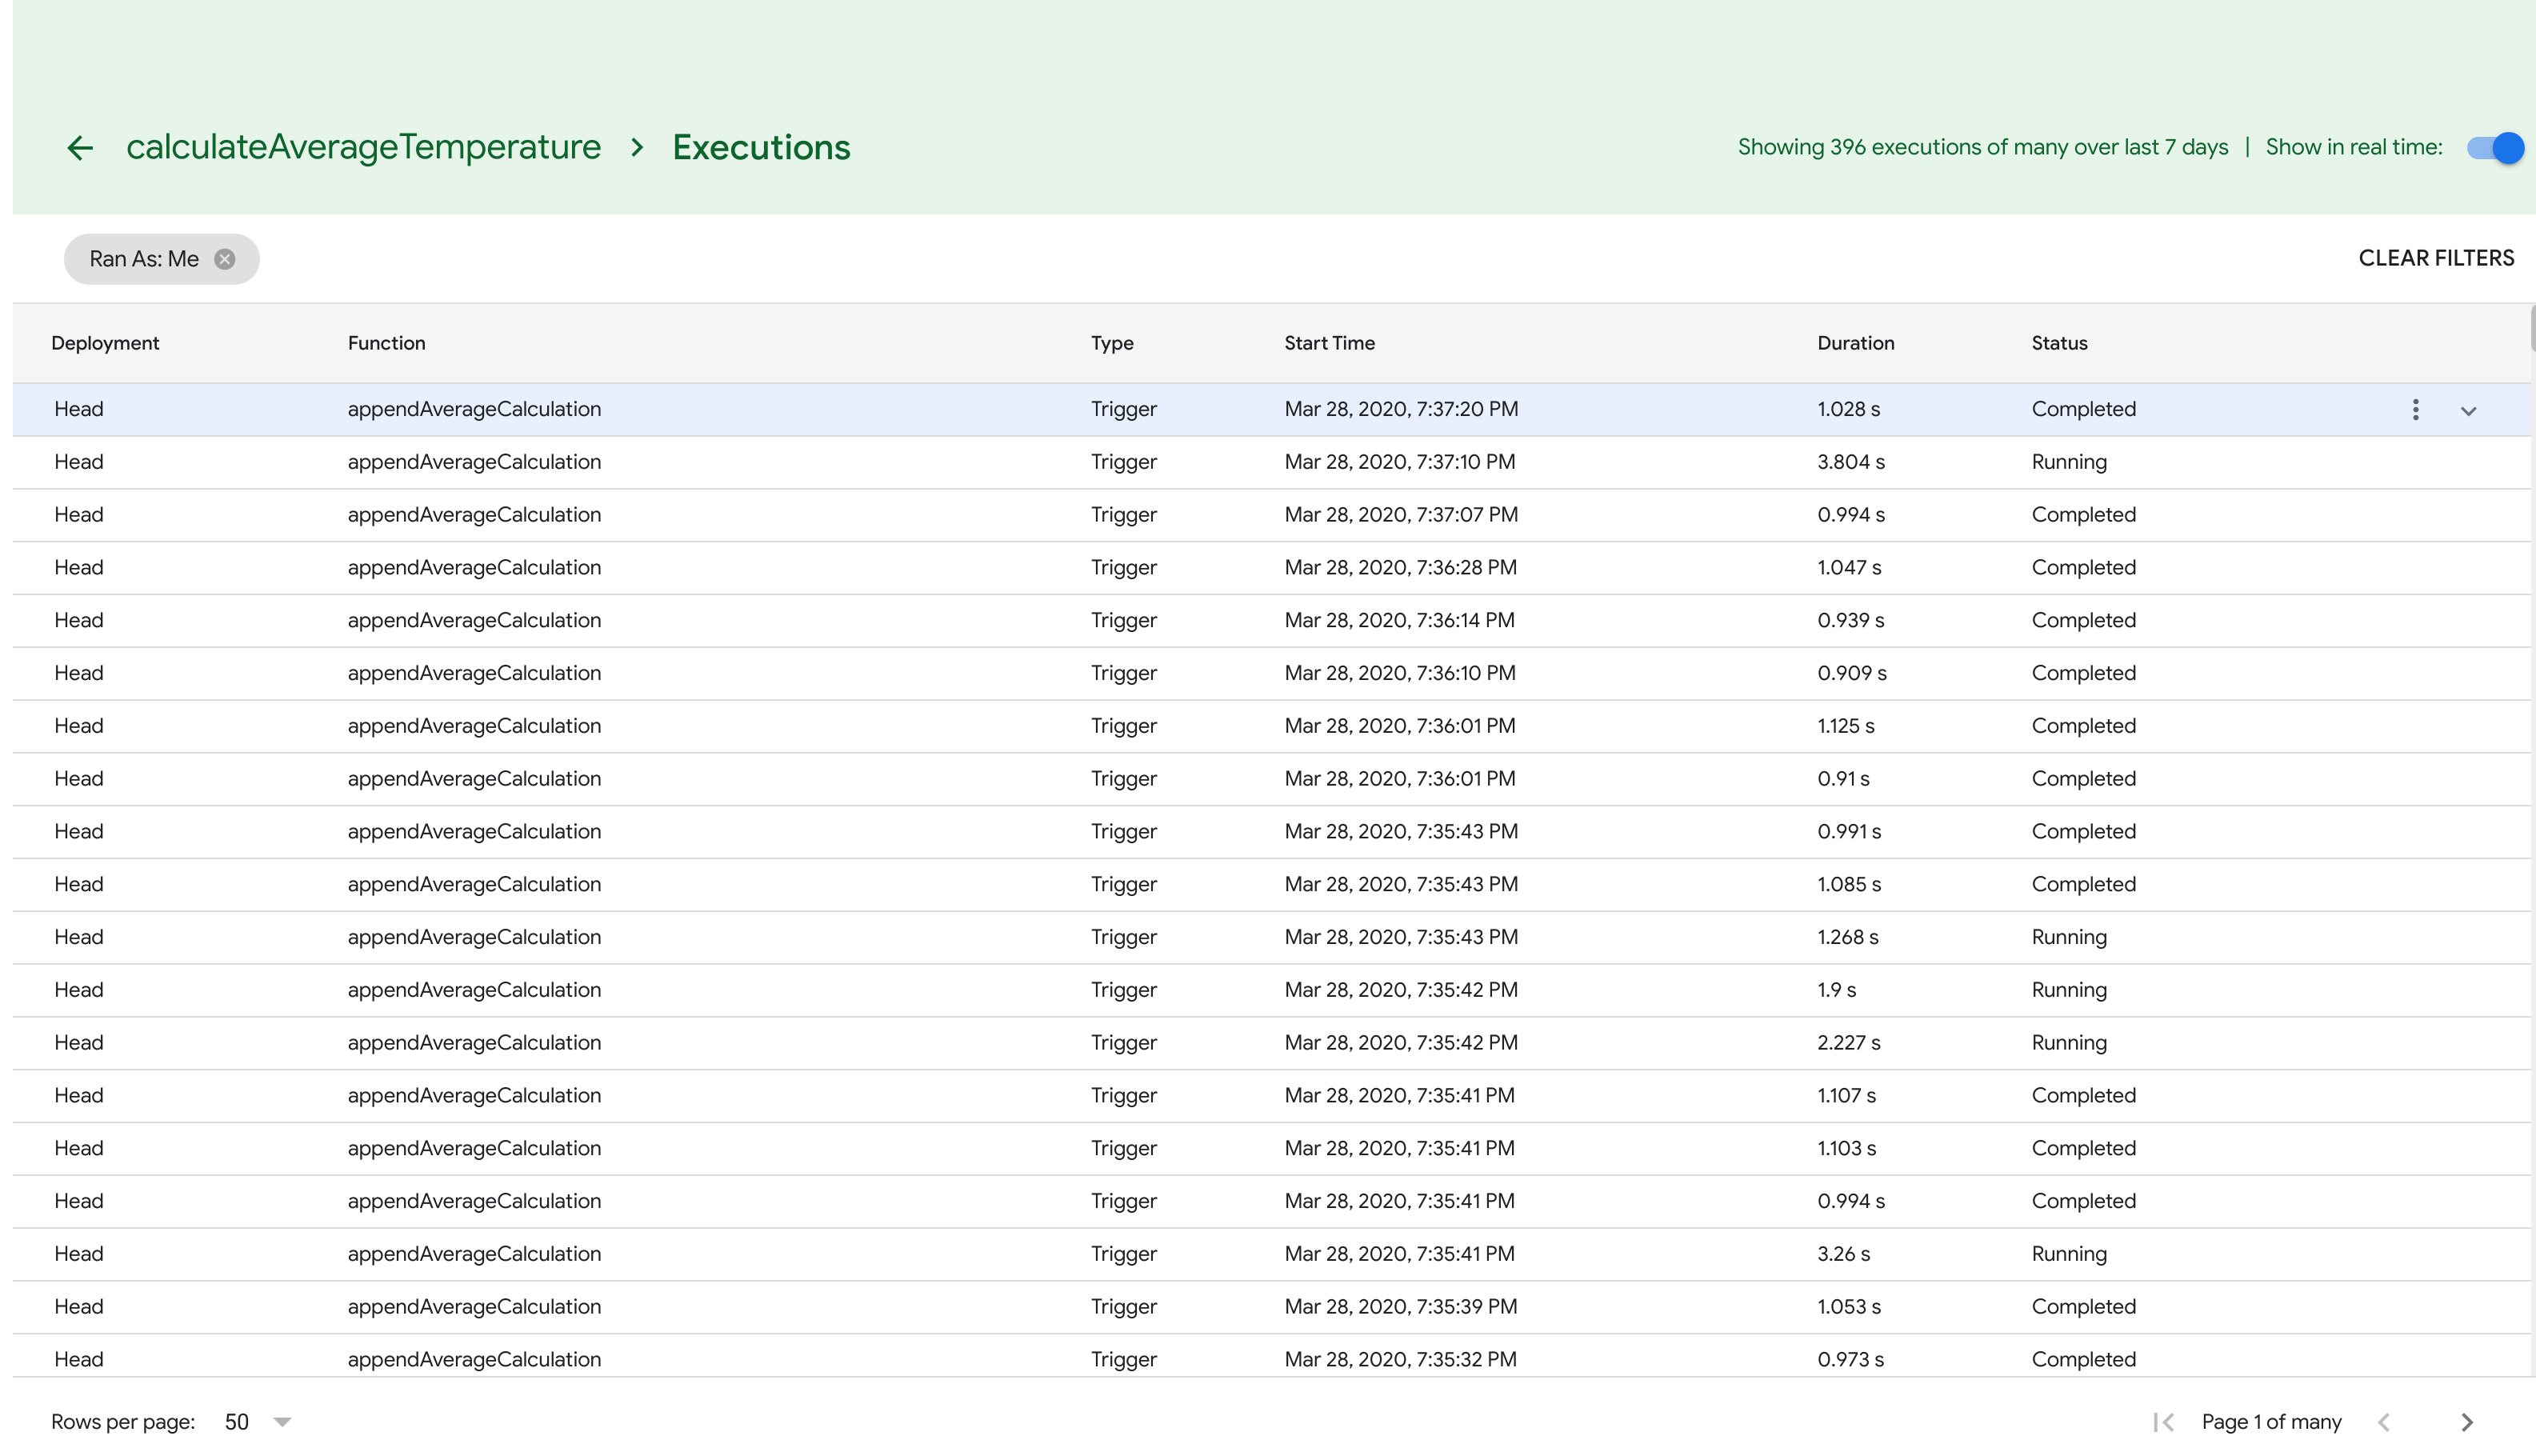 calculateAverageTemperature > Executions Showing 396 executions of many over last 7 days | Show in real time:
Ran As: Me CLEAR FILTERS
Deployment Function Type Start Time Duration Status
Head appendAverageCalculation Trigger Mar 28, 2020, 7:37:20 PM 1.028 s Completed
Head appendAverageCalculation Trigger Mar 28, 2020, 7:37:10 PM 3.804 s Running
Head appendAverageCalculation Trigger Mar 28, 2020, 7:37:07 PM 0.994 s Completed
Head appendAverageCalculation Trigger Mar 28, 2020, 7:36:28 PM 1.047 s Completed
Head appendAverageCalculation Trigger Mar 28, 2020, 7:36:14 PM 0.939 s Completed
Head appendAverageCalculation Trigger Mar 28, 2020, 7:36:10 PM 0.909 s Completed
Head appendAverageCalculation Trigger Mar 28, 2020, 7:36:01 PM 1.125 s Completed
Head appendAverageCalculation Trigger Mar 28, 2020, 7:36:01 PM 0.91 s Completed
Head appendAverageCalculation Trigger Mar 28, 2020, 7:35:43 PM 0.991 s Completed
Head appendAverageCalculation Trigger Mar 28, 2020, 7:35:43 PM 1.085 s Completed
Head appendAverageCalculation Trigger Mar 28, 2020, 7:35:43 PM 1.268 s Running
Head appendAverageCalculation Trigger Mar 28, 2020, 7:35:42 PM 1.9 s Running
Head appendAverageCalculation Trigger Mar 28, 2020, 7:35:42 PM 2.227 s Running
Head appendAverageCalculation Trigger Mar 28, 2020, 7:35:41 PM 1.107 s Completed
Head appendAverageCalculation Trigger Mar 28, 2020, 7:35:41 PM 1.103 s Completed
Head appendAverageCalculation Trigger Mar 28, 2020, 7:35:41 PM 0.994 s Completed
Head appendAverageCalculation Trigger Mar 28, 2020, 7:35:41 PM 3.26 s Running
Head appendAverageCalculation Trigger Mar 28, 2020, 7:35:39 PM 1.053 s Completed
Head appendAverageCalculation Trigger Mar 28, 2020, 7:35:32 PM 0.973 s Completed
Rows per page: 50 Page 1 of many